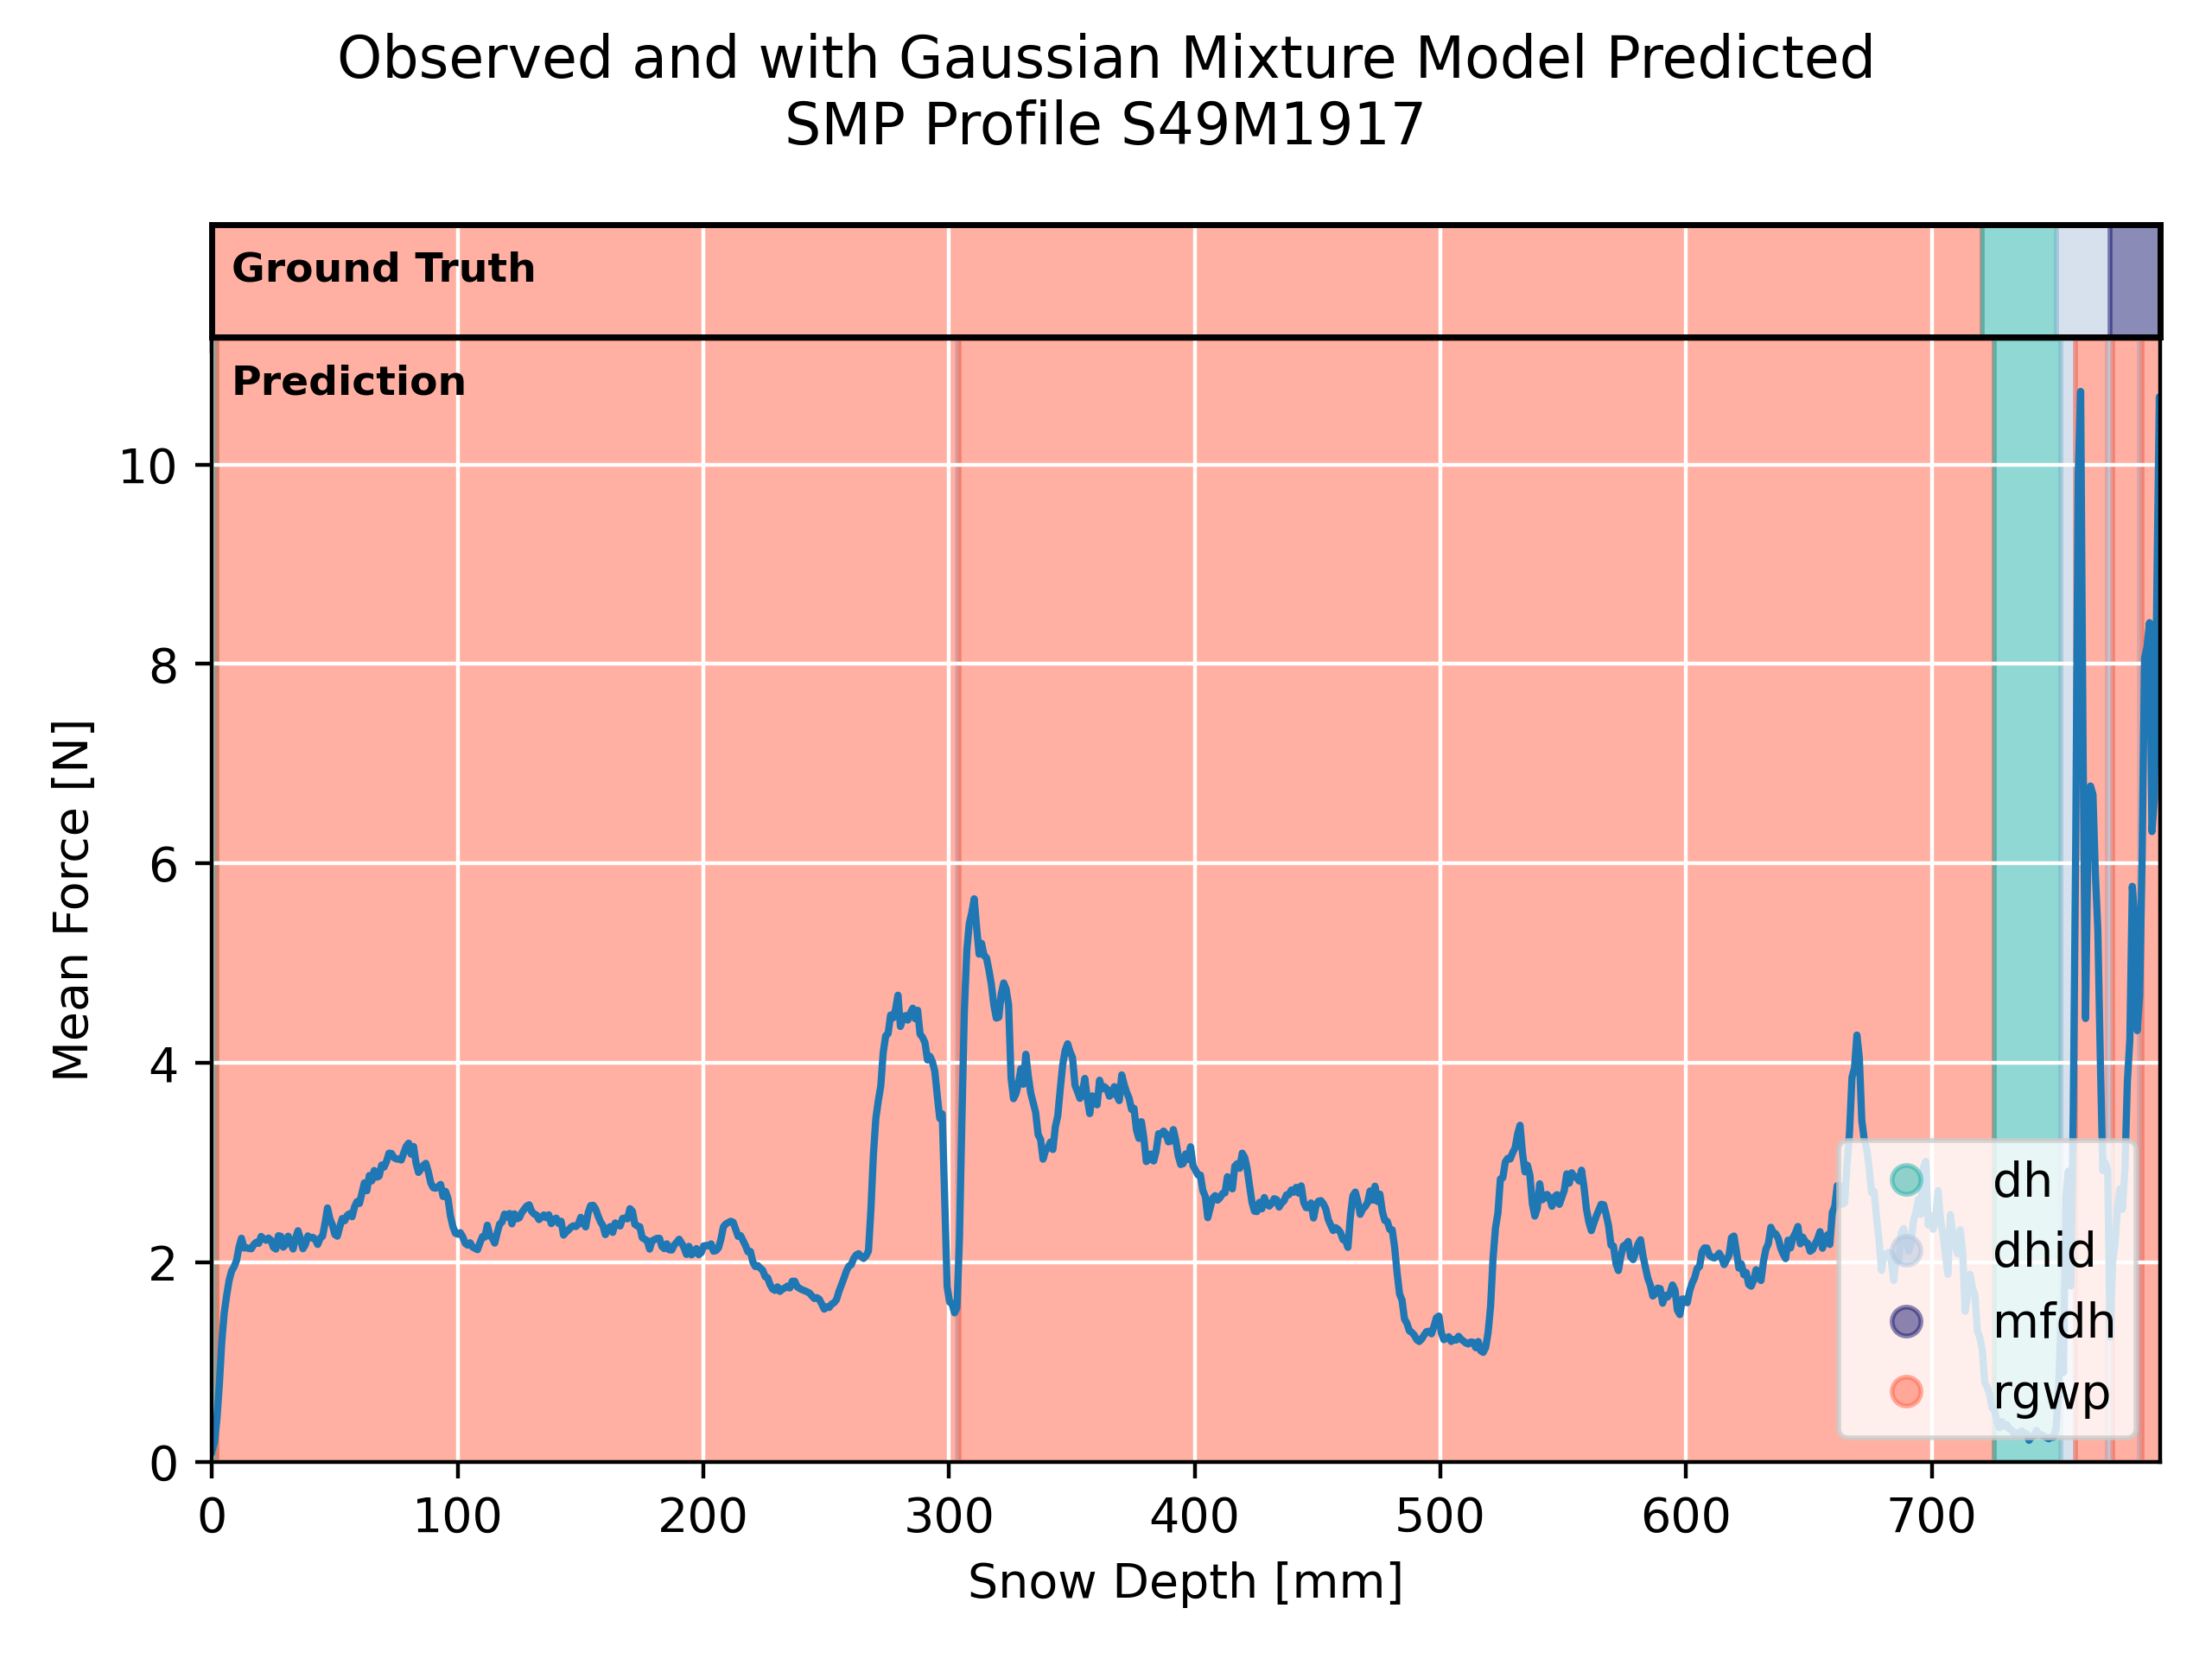 Observed and with Gaussian Mixture Model Predicted
SMP Profile S49M1917
Ground Truth
Prediction
10
8
6
4
2
0
Mean Force [N]
dh
dhid
mfdh
rgwp
0 100 200 300 400 500 600 700
Snow Depth [mm]